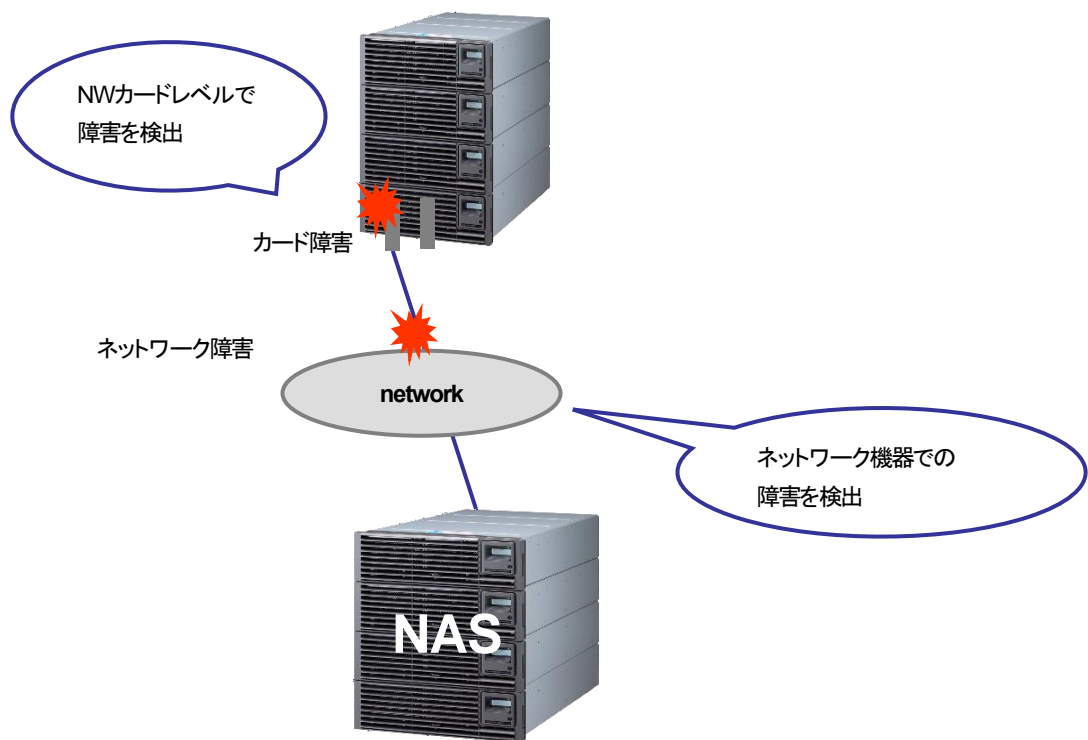 NWカードレベルで
障害を検出
カード障害
ネットワーク障害
network
ネットワーク機器での
障害を検出
NAS